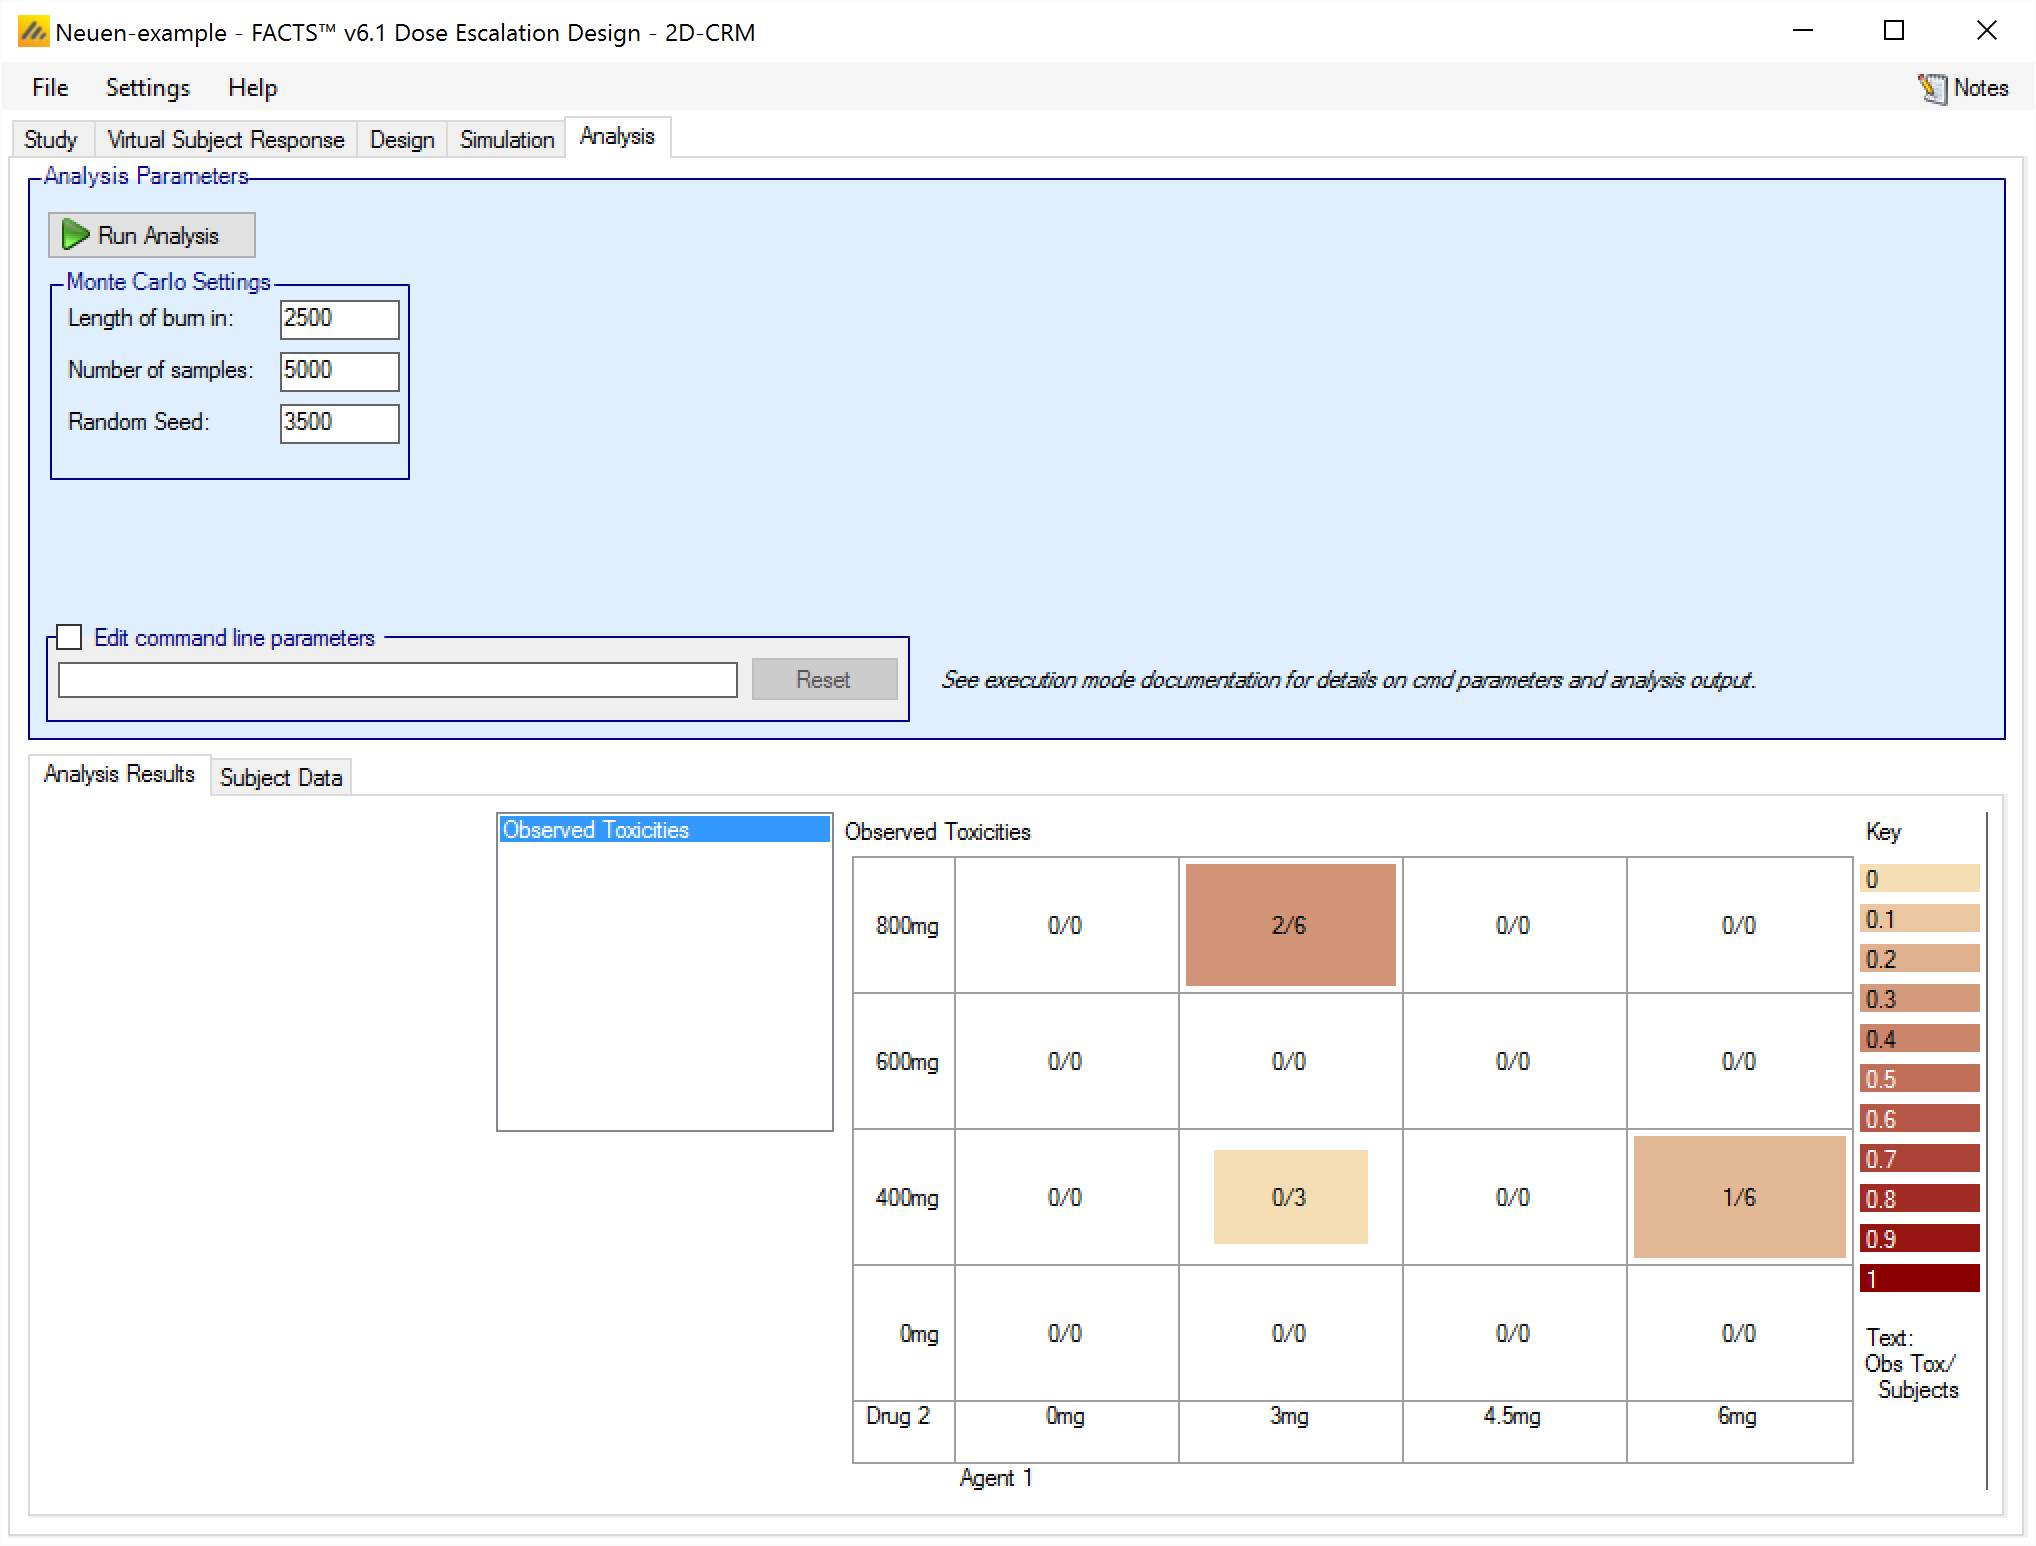 Neuen-example - FACTS™ v6.1 Dose Escalation Design - 2D-CRM
File Settings Help Notes
Study Virtual Subject Response Design Simulation Analysis
Analysis Parameters
Run Analysis
Monte Carlo Settings
Length of burn in: 2500
Number of samples: 5000
Random Seed: 3500
Edit command line parameters
Reset See execution mode documentation for details on cmd parameters and analysis output.
Analysis Results Subject Data
Observed Toxicities
Observed Toxicities
800mg 0/0 2/6 0/0 0/0
600mg 0/0 0/0 0/0 0/0
400mg 0/0 0/3 0/0 1/6
0mg 0/0 0/0 0/0 0/0
Drug 2 0mg 3mg 4.5mg 6mg
Agent 1
Key
0
0.1
0.2
0.3
0.4
0.5
0.6
0.7
0.8
0.9
1
Text:
Obs Tox/
Subjects